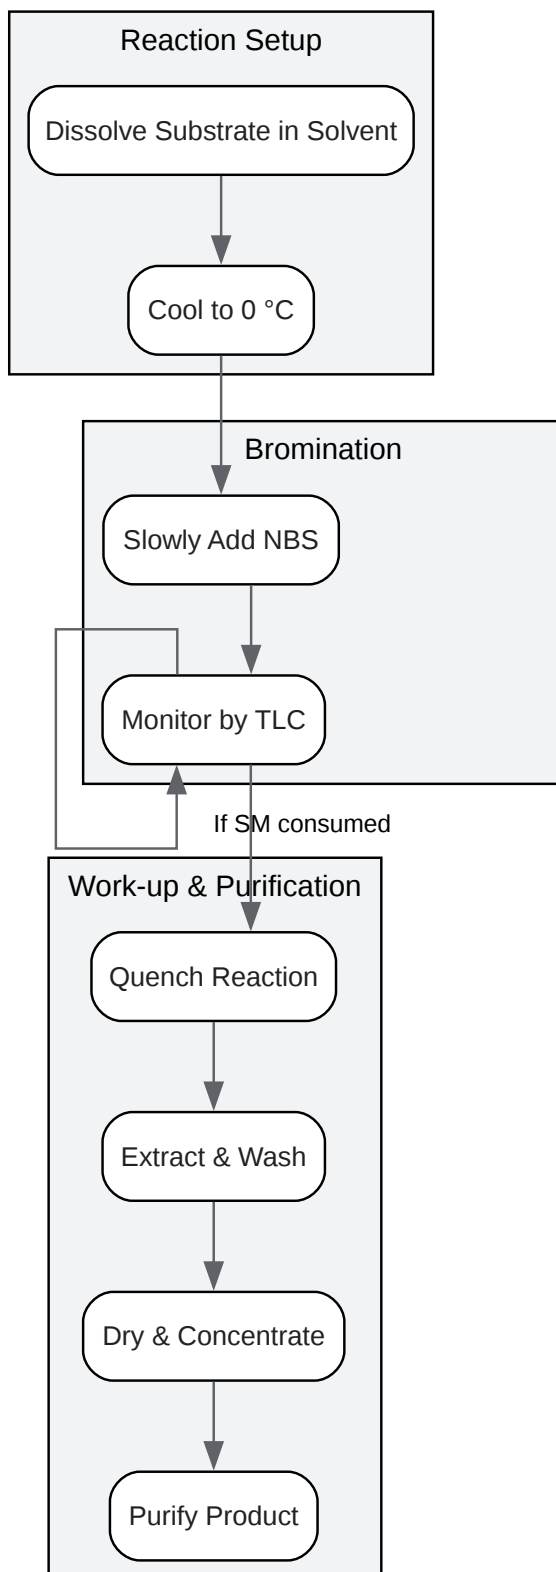 Reaction Setup
Dissolve Substrate in Solvent
Cool to 0 °C
Bromination
Slowly Add NBS
Monitor by TLC
If SM consumed
Work-up & Purification
Quench Reaction
Extract & Wash
Dry & Concentrate
Purify Product